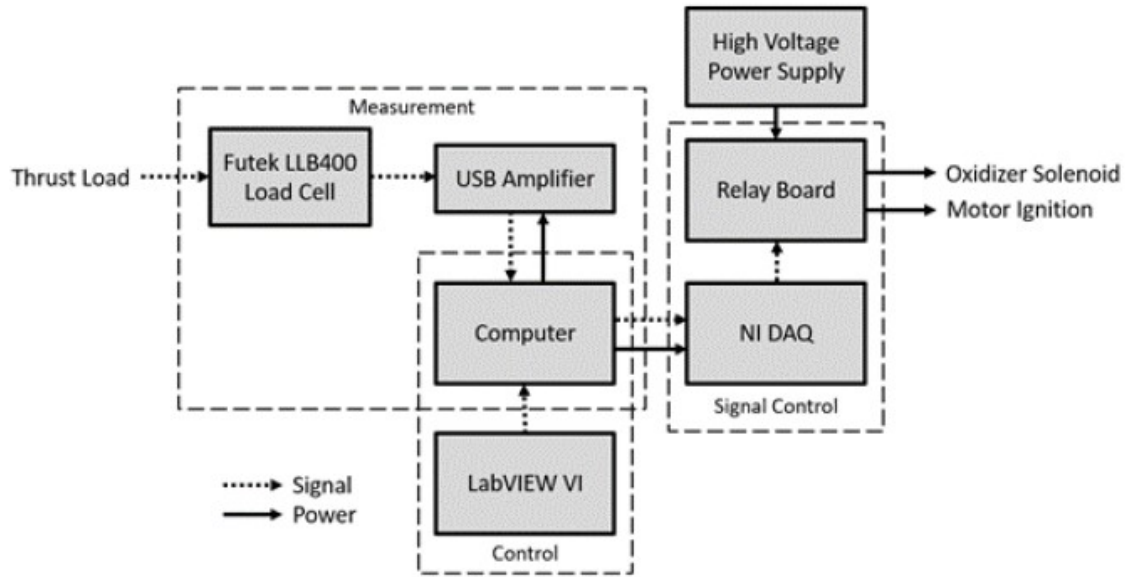 High Voltage
Power Supply
Measurement
Thrust Load
Futek LLB400
Load Cell
USB Amplifier
Relay Board
Oxidizer Solenoid
Motor Ignition
Computer
NI DAQ
Signal Control
LabVIEW VI
Control
Signal
Power